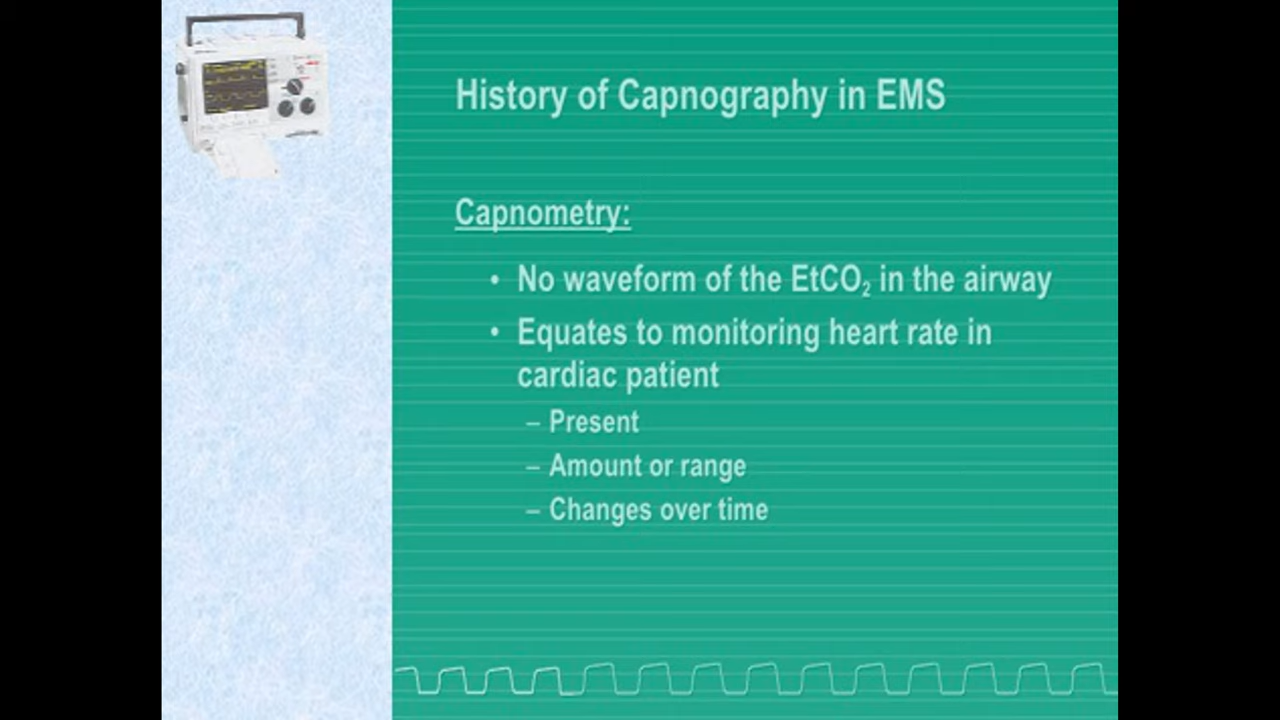 History of Capnography in EMS
Capnometry:
• No waveform of the EtCO₂ in the airway
• Equates to monitoring heart rate in
cardiac patient
– Present
– Amount or range
– Changes over time